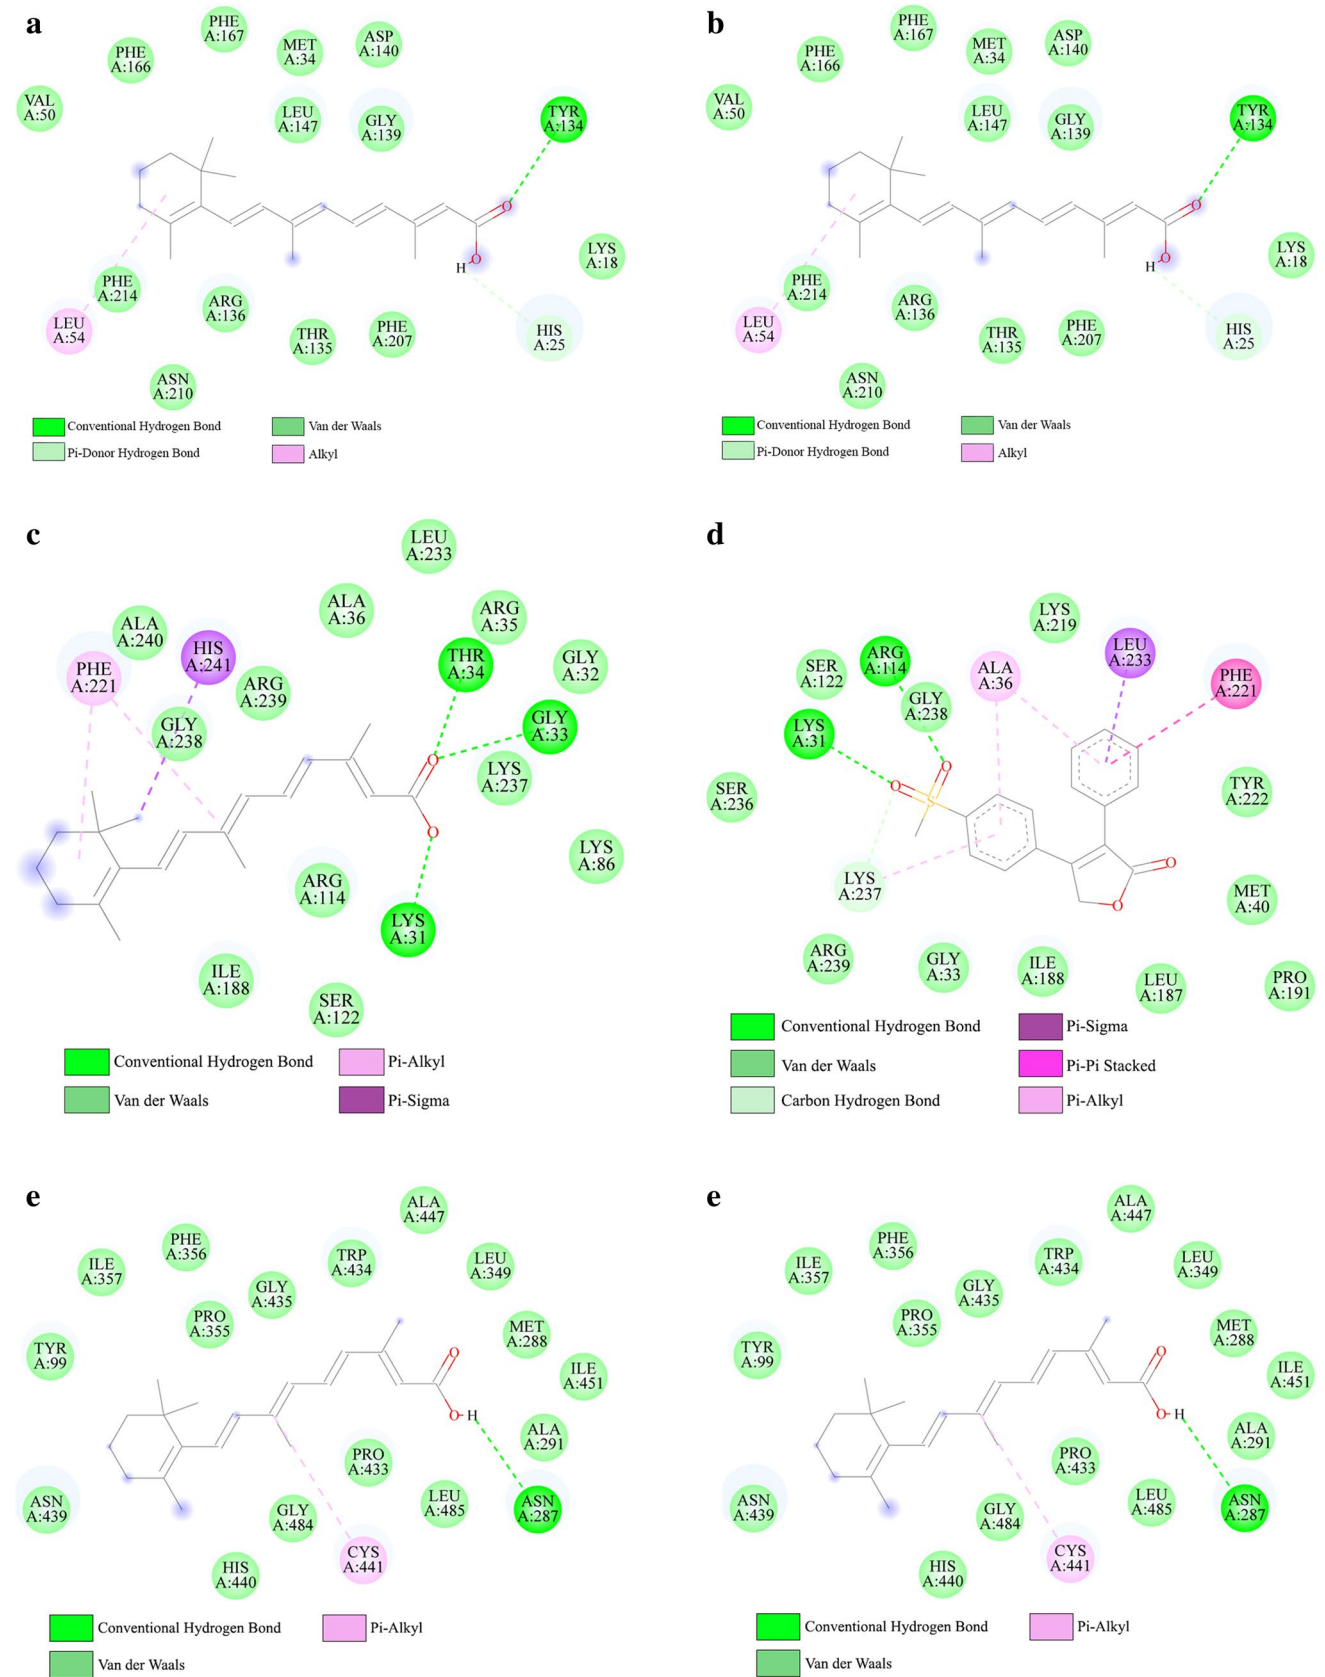 a
PHE
A:167
PHE
A:166
MET
A:34
ASP
A:140
VAL
A:50
LEU
A:147
GLY
A:139
TYR
A:134
O
O
H
LYS
A:18
PHE
A:214
ARG
A:136
LEU
A:54
THR
A:135
PHE
A:207
HIS
A:25
ASN
A:210
Conventional Hydrogen Bond
Van der Waals
Pi-Donor Hydrogen Bond
Alkyl
b
PHE
A:167
PHE
A:166
MET
A:34
ASP
A:140
VAL
A:50
LEU
A:147
GLY
A:139
TYR
A:134
O
O
H
LYS
A:18
PHE
A:214
ARG
A:136
LEU
A:54
THR
A:135
PHE
A:207
HIS
A:25
ASN
A:210
Conventional Hydrogen Bond
Van der Waals
Pi-Donor Hydrogen Bond
Alkyl
c
LEU
A:233
ALA
A:36
ARG
A:35
ALA
A:240
HIS
A:241
THR
A:34
GLY
A:32
PHE
A:221
ARG
A:239
GLY
A:238
GLY
A:33
LYS
A:237
O
O
LYS
A:86
ARG
A:114
LYS
A:31
ILE
A:188
SER
A:122
Conventional Hydrogen Bond
Pi-Alkyl
Van der Waals
Pi-Sigma
d
LYS
A:219
ARG
A:114
LEU
A:233
SER
A:122
ALA
A:36
PHE
A:221
GLY
A:238
LYS
A:31
SER
A:236
TYR
A:222
O
O
S
O
O
LYS
A:237
MET
A:40
ARG
A:239
GLY
A:33
ILE
A:188
LEU
A:187
PRO
A:191
Conventional Hydrogen Bond
Pi-Sigma
Van der Waals
Pi-Pi Stacked
Carbon Hydrogen Bond
Pi-Alkyl
e
ALA
A:447
PHE
A:356
TRP
A:434
ILE
A:357
LEU
A:349
GLY
A:435
PRO
A:355
MET
A:288
TYR
A:99
ILE
A:451
O
O
H
ALA
A:291
PRO
A:433
ASN
A:439
GLY
A:484
LEU
A:485
ASN
A:287
CYS
A:441
HIS
A:440
Conventional Hydrogen Bond
Pi-Alkyl
Van der Waals
e
ALA
A:447
PHE
A:356
TRP
A:434
ILE
A:357
LEU
A:349
GLY
A:435
PRO
A:355
MET
A:288
TYR
A:99
ILE
A:451
O
O
H
ALA
A:291
PRO
A:433
ASN
A:439
GLY
A:484
LEU
A:485
ASN
A:287
CYS
A:441
HIS
A:440
Conventional Hydrogen Bond
Pi-Alkyl
Van der Waals